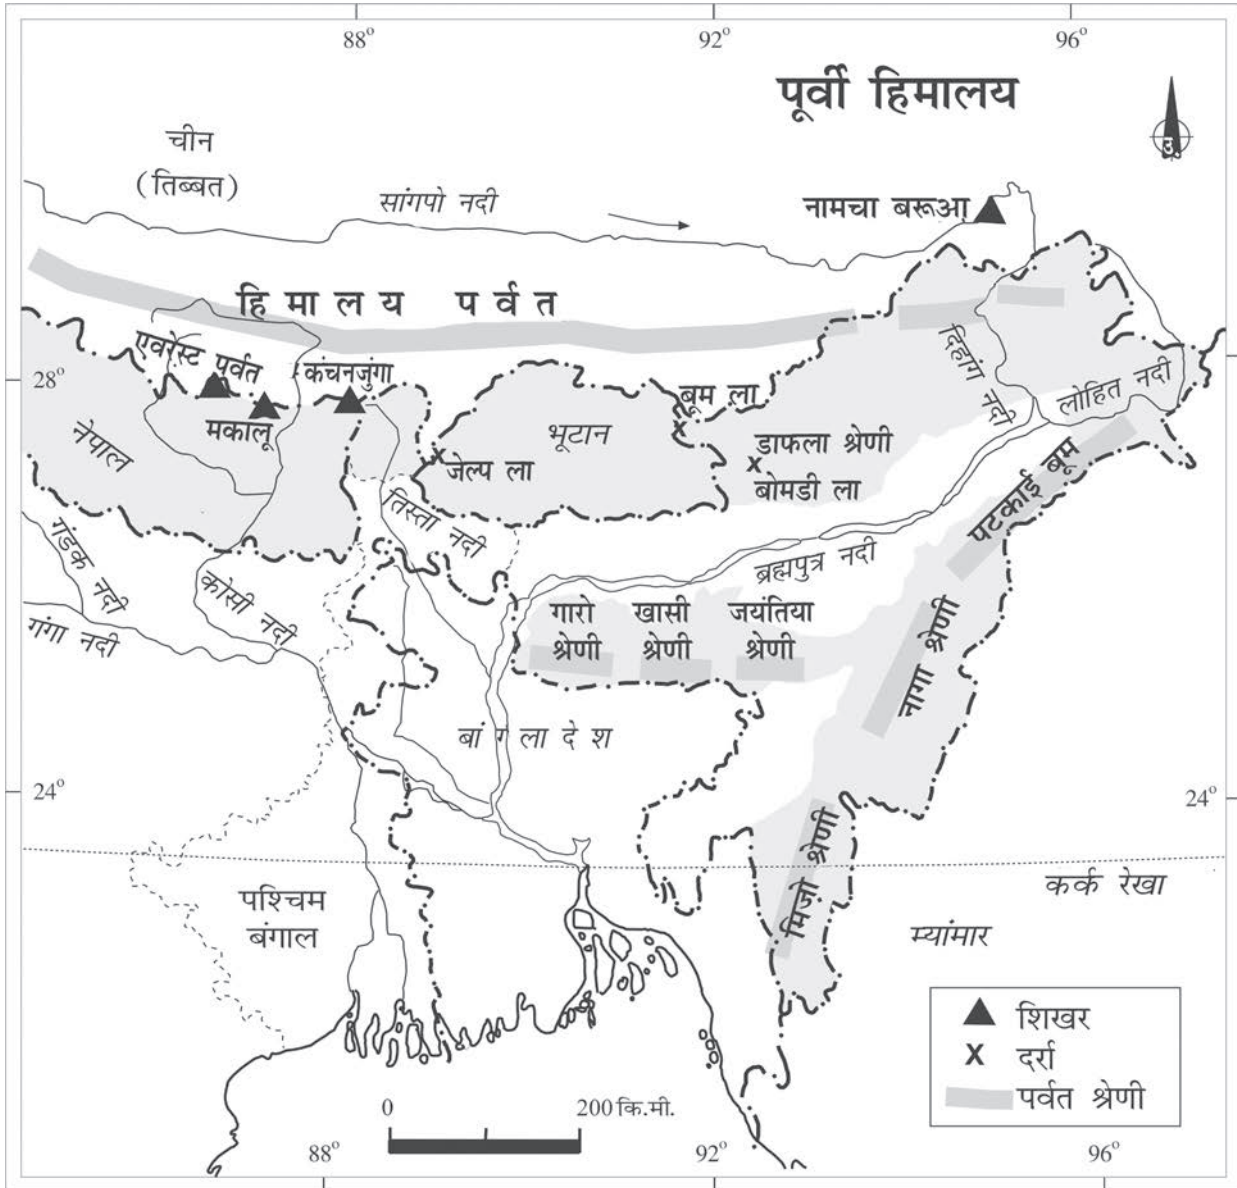 88°
92°
96°
पूर्वी हिमालय
उ.
चीन
(तिब्बत)
सांगपो नदी
नामचा बरूआ
हिमालय पर्वत
एवरेस्ट पर्वत
कंचनजुंगा
28°
मकालू
नेपाल
बूम ला
भूटान
डाफला श्रेणी
बोमडी ला
जेल्प ला
दिहांग नदी
लोहित नदी
पटकाई बूम
तिस्ता नदी
गंडक नदी
कोसी नदी
गंगा नदी
ब्रह्मपुत्र नदी
गारो
श्रेणी
खासी
श्रेणी
जयंतिया
श्रेणी
नागा श्रेणी
बांगलादेश
24°
24°
मिज़ो श्रेणी
कर्क रेखा
पश्चिम
बंगाल
म्यांमार
शिखर
x दर्रा
पर्वत श्रेणी
0
200 कि.मी.
88°
92°
96°